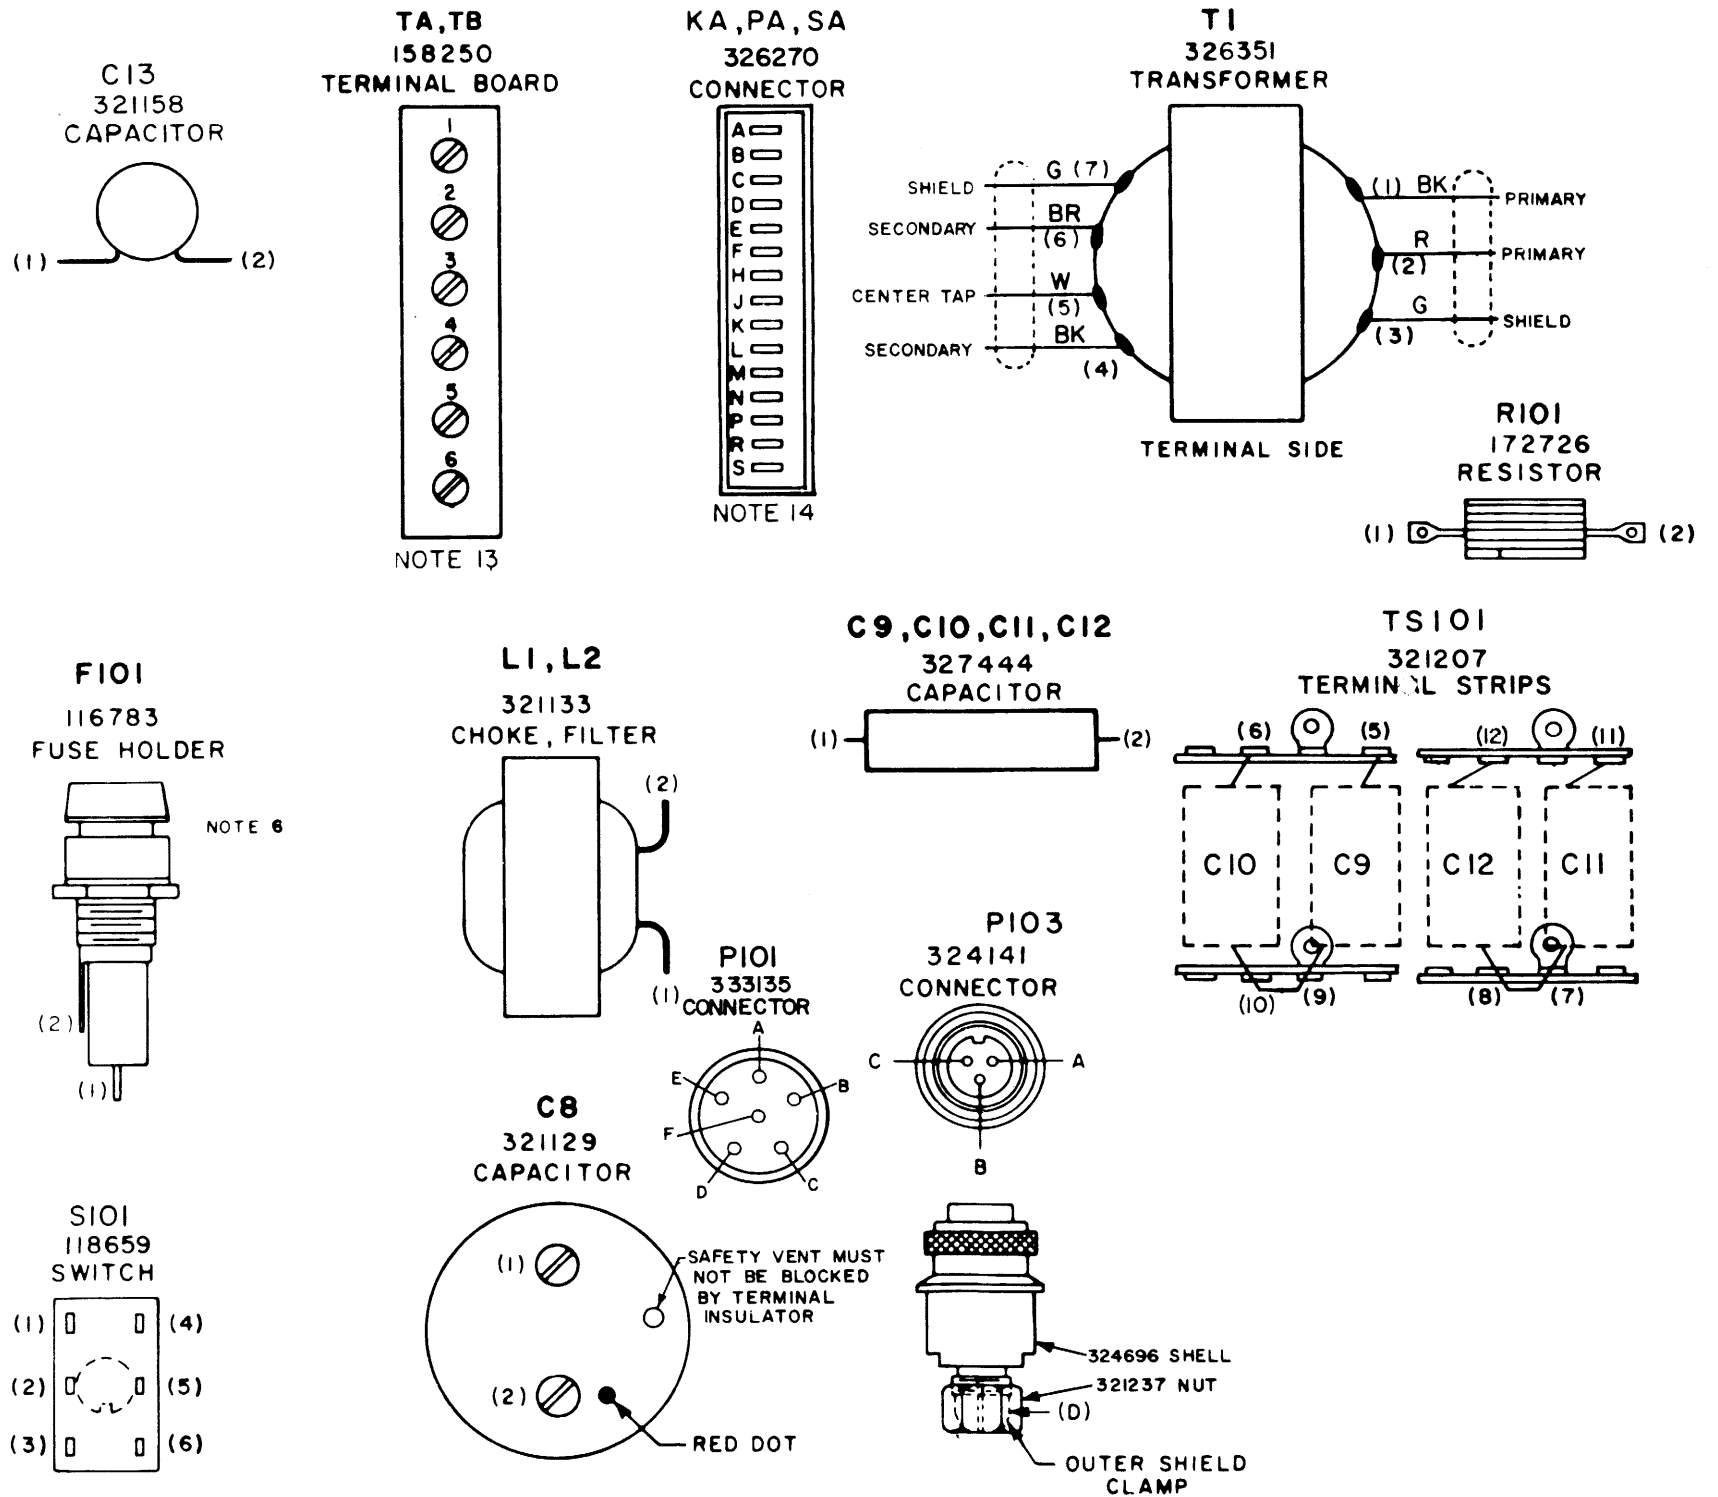 C13
321158
CAPACITOR
(1)
(2)
TA,TB
158250
TERMINAL BOARD
1
2
3
4
5
6
NOTE 13
KA,PA,SA
326270
CONNECTOR
A
B
C
D
E
F
H
J
K
L
M
N
P
R
S
NOTE 14
T1
326351
TRANSFORMER
SHIELD
G (7)
SECONDARY
BR
(6)
CENTER TAP
W
(5)
SECONDARY
BK
(4)
(1) BK
PRIMARY
R
(2)
PRIMARY
G
(3)
SHIELD
TERMINAL SIDE
R101
172726
RESISTOR
(1)
(2)
F101
116783
FUSE HOLDER
NOTE 6
(2)
(1)
L1,L2
321133
CHOKE, FILTER
(2)
(1)
C9,C10,C11,C12
327444
CAPACITOR
(1)
(2)
TS101
321207
TERMINAL STRIPS
(6)
(5)
(12)
(11)
C10
C9
C12
C11
(10)
(9)
(8)
(7)
P101
333135
CONNECTOR
A
E
B
F
D
C
P103
324141
CONNECTOR
C
A
B
324696 SHELL
321237 NUT
(D)
OUTER SHIELD
CLAMP
C8
321129
CAPACITOR
(1)
SAFETY VENT MUST
NOT BE BLOCKED
BY TERMINAL
INSULATOR
(2)
RED DOT
S101
118659
SWITCH
(1)
(4)
(2)
(5)
(3)
(6)